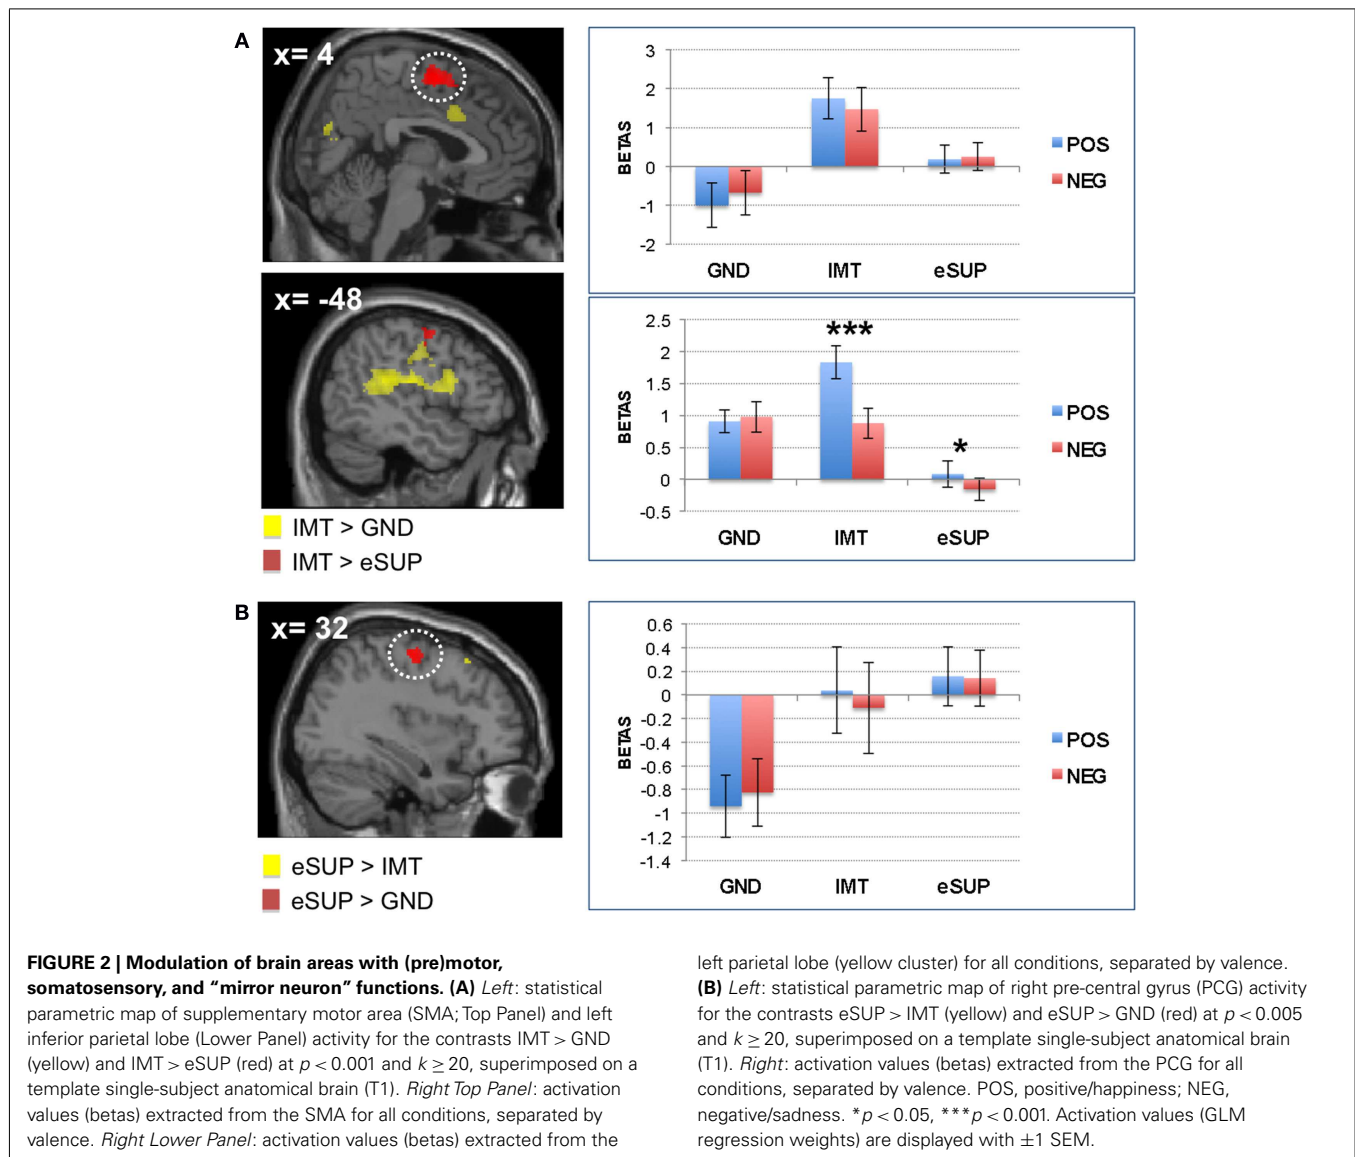 A
x= 4
3
2
1
0
-1
-2
BETAS
GND
IMT
eSUP
POS
NEG
x= -48
2.5
2
1.5
1
0.5
0
-0.5
BETAS
***
*
GND
IMT
eSUP
POS
NEG
IMT > GND
IMT > eSUP
B
x= 32
0.6
0.4
0.2
0
-0.2
-0.4
-0.6
-0.8
-1
-1.2
-1.4
BETAS
GND
IMT
eSUP
POS
NEG
eSUP > IMT
eSUP > GND
FIGURE 2 | Modulation of brain areas with (pre)motor,
somatosensory, and “mirror neuron” functions. (A) Left: statistical
parametric map of supplementary motor area (SMA; Top Panel) and left
inferior parietal lobe (Lower Panel) activity for the contrasts IMT > GND
(yellow) and IMT > eSUP (red) at p < 0.001 and k ≥ 20, superimposed on a
template single-subject anatomical brain (T1). Right Top Panel: activation
values (betas) extracted from the SMA for all conditions, separated by
valence. Right Lower Panel: activation values (betas) extracted from the
left parietal lobe (yellow cluster) for all conditions, separated by valence.
(B) Left: statistical parametric map of right pre-central gyrus (PCG) activity
for the contrasts eSUP > IMT (yellow) and eSUP > GND (red) at p < 0.005
and k ≥ 20, superimposed on a template single-subject anatomical brain
(T1). Right: activation values (betas) extracted from the PCG for all
conditions, separated by valence. POS, positive/happiness; NEG,
negative/sadness. *p < 0.05, ***p < 0.001. Activation values (GLM
regression weights) are displayed with ±1 SEM.